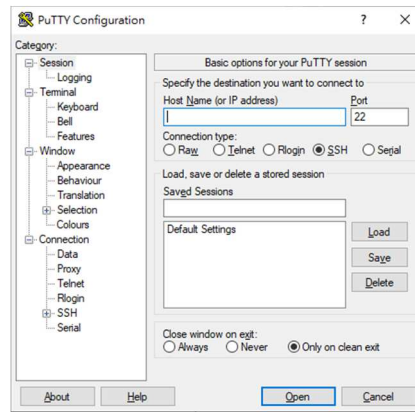 PuTTY Configuration
? ×
Category:
Session
Logging
Terminal
Keyboard
Bell
Features
Window
Appearance
Behaviour
Translation
Selection
Colours
Connection
Data
Proxy
Telnet
Rlogin
SSH
Serial
Basic options for your PuTTY session
Specify the destination you want to connect to
Host Name (or IP address) Port
22
Connection type:
Raw Telnet Rlogin SSH Serial
Load, save or delete a stored session
Saved Sessions
Default Settings
Load
Save
Delete
Close window on exit:
Always Never Only on clean exit
About Help Open Cancel